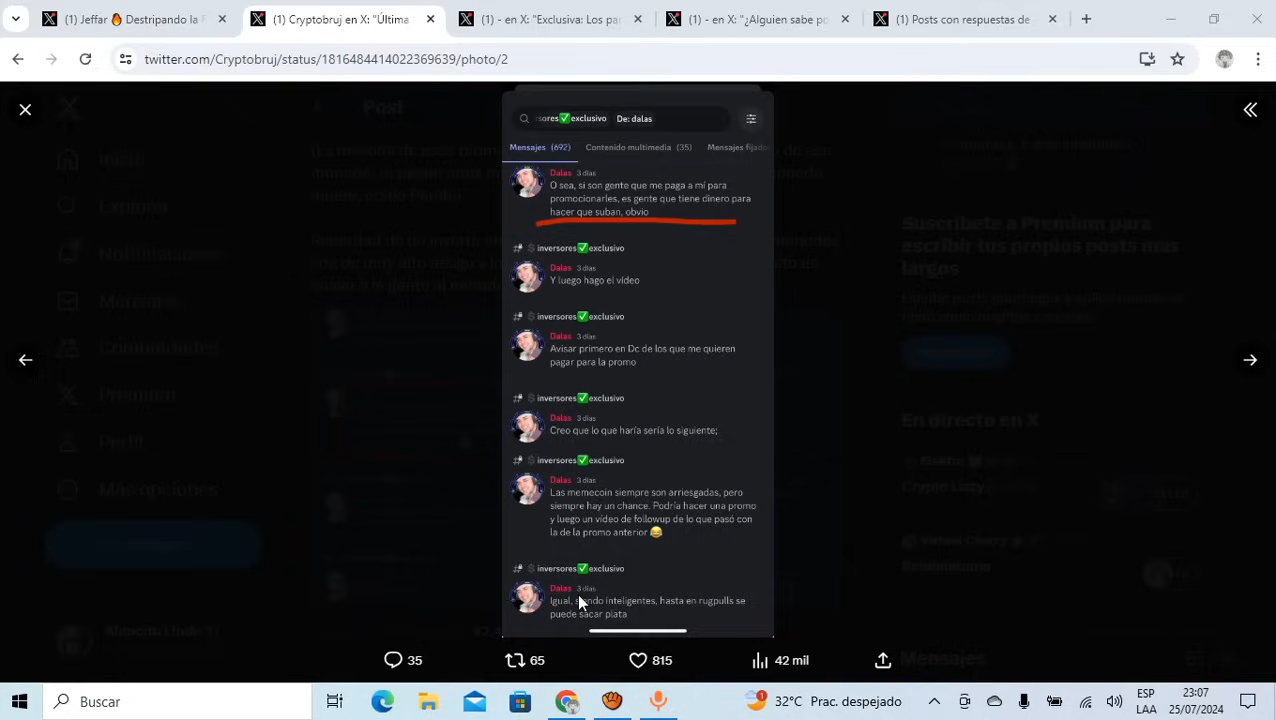 (1) Jeffar 🔥 Destripando la l
(1) Cryptobruj en X: "Última
(1) - en X: "Exclusiva: Los pa
(1) - en X: "¿Alguien sabe po
(1) Posts con respuestas de
twitter.com/Cryptobruj/status/1816484414022369639/photo/2
Post
sores✅exclusivo De: dalas
Mensajes (692) Contenido multimedia (35) Mensajes fijado
Dalas 3 días
O sea, si son gente que me paga a mí para
promocionarles, es gente que tiene dinero para
hacer que suban, obvio
inversores✅exclusivo
Dalas 3 días
Y luego hago el vídeo
inversores✅exclusivo
Dalas 3 días
Avisar primero en Dc de los que me quieren
pagar para la promo
inversores✅exclusivo
Dalas 3 días
Creo que lo que haría sería lo siguiente;
inversores✅exclusivo
Dalas 3 días
Las memecoin siempre son arriesgadas, pero
siempre hay un chance. Podría hacer una promo
y luego un vídeo de followup de lo que pasó con
la de la promo anterior 😂
inversores✅exclusivo
Dalas 3 días
Igual, siendo inteligentes, hasta en rugpulls se
puede sacar plata
Explorar
Notificaciones
Mensajes
Comunidades
Premium
Perfil
Más opciones
Suscríbete a Premium para
escribir tus propios posts más
largos
En directo en X
Mensajes
35 65 815 42 mil
Buscar
32°C Prac. despejado
ESP
LAA
23:07
25/07/2024
1